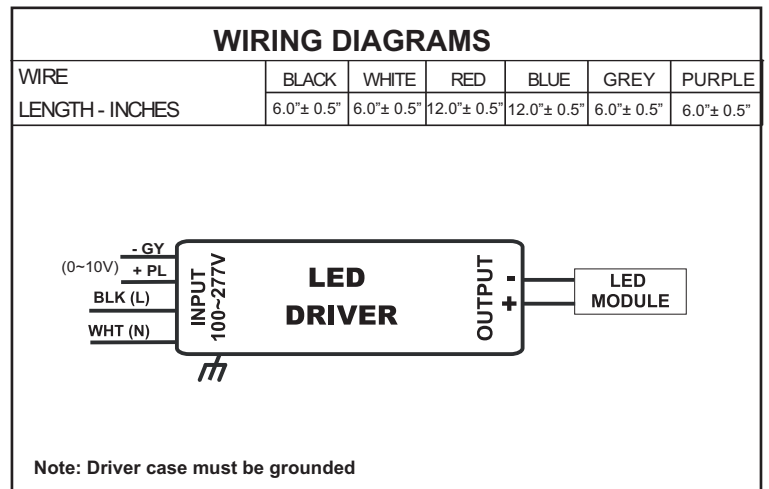 WIRING DIAGRAMS
WIRE BLACK WHITE RED BLUE GREY PURPLE
LENGTH - INCHES 6.0"± 0.5" 6.0"± 0.5" 12.0"± 0.5" 12.0"± 0.5" 6.0"± 0.5" 6.0"± 0.5"
- GY
(0~10V) + PL
BLK (L)
WHT (N)
INPUT
100~277V
LED
DRIVER
OUTPUT
-
+
LED
MODULE
Note: Driver case must be grounded